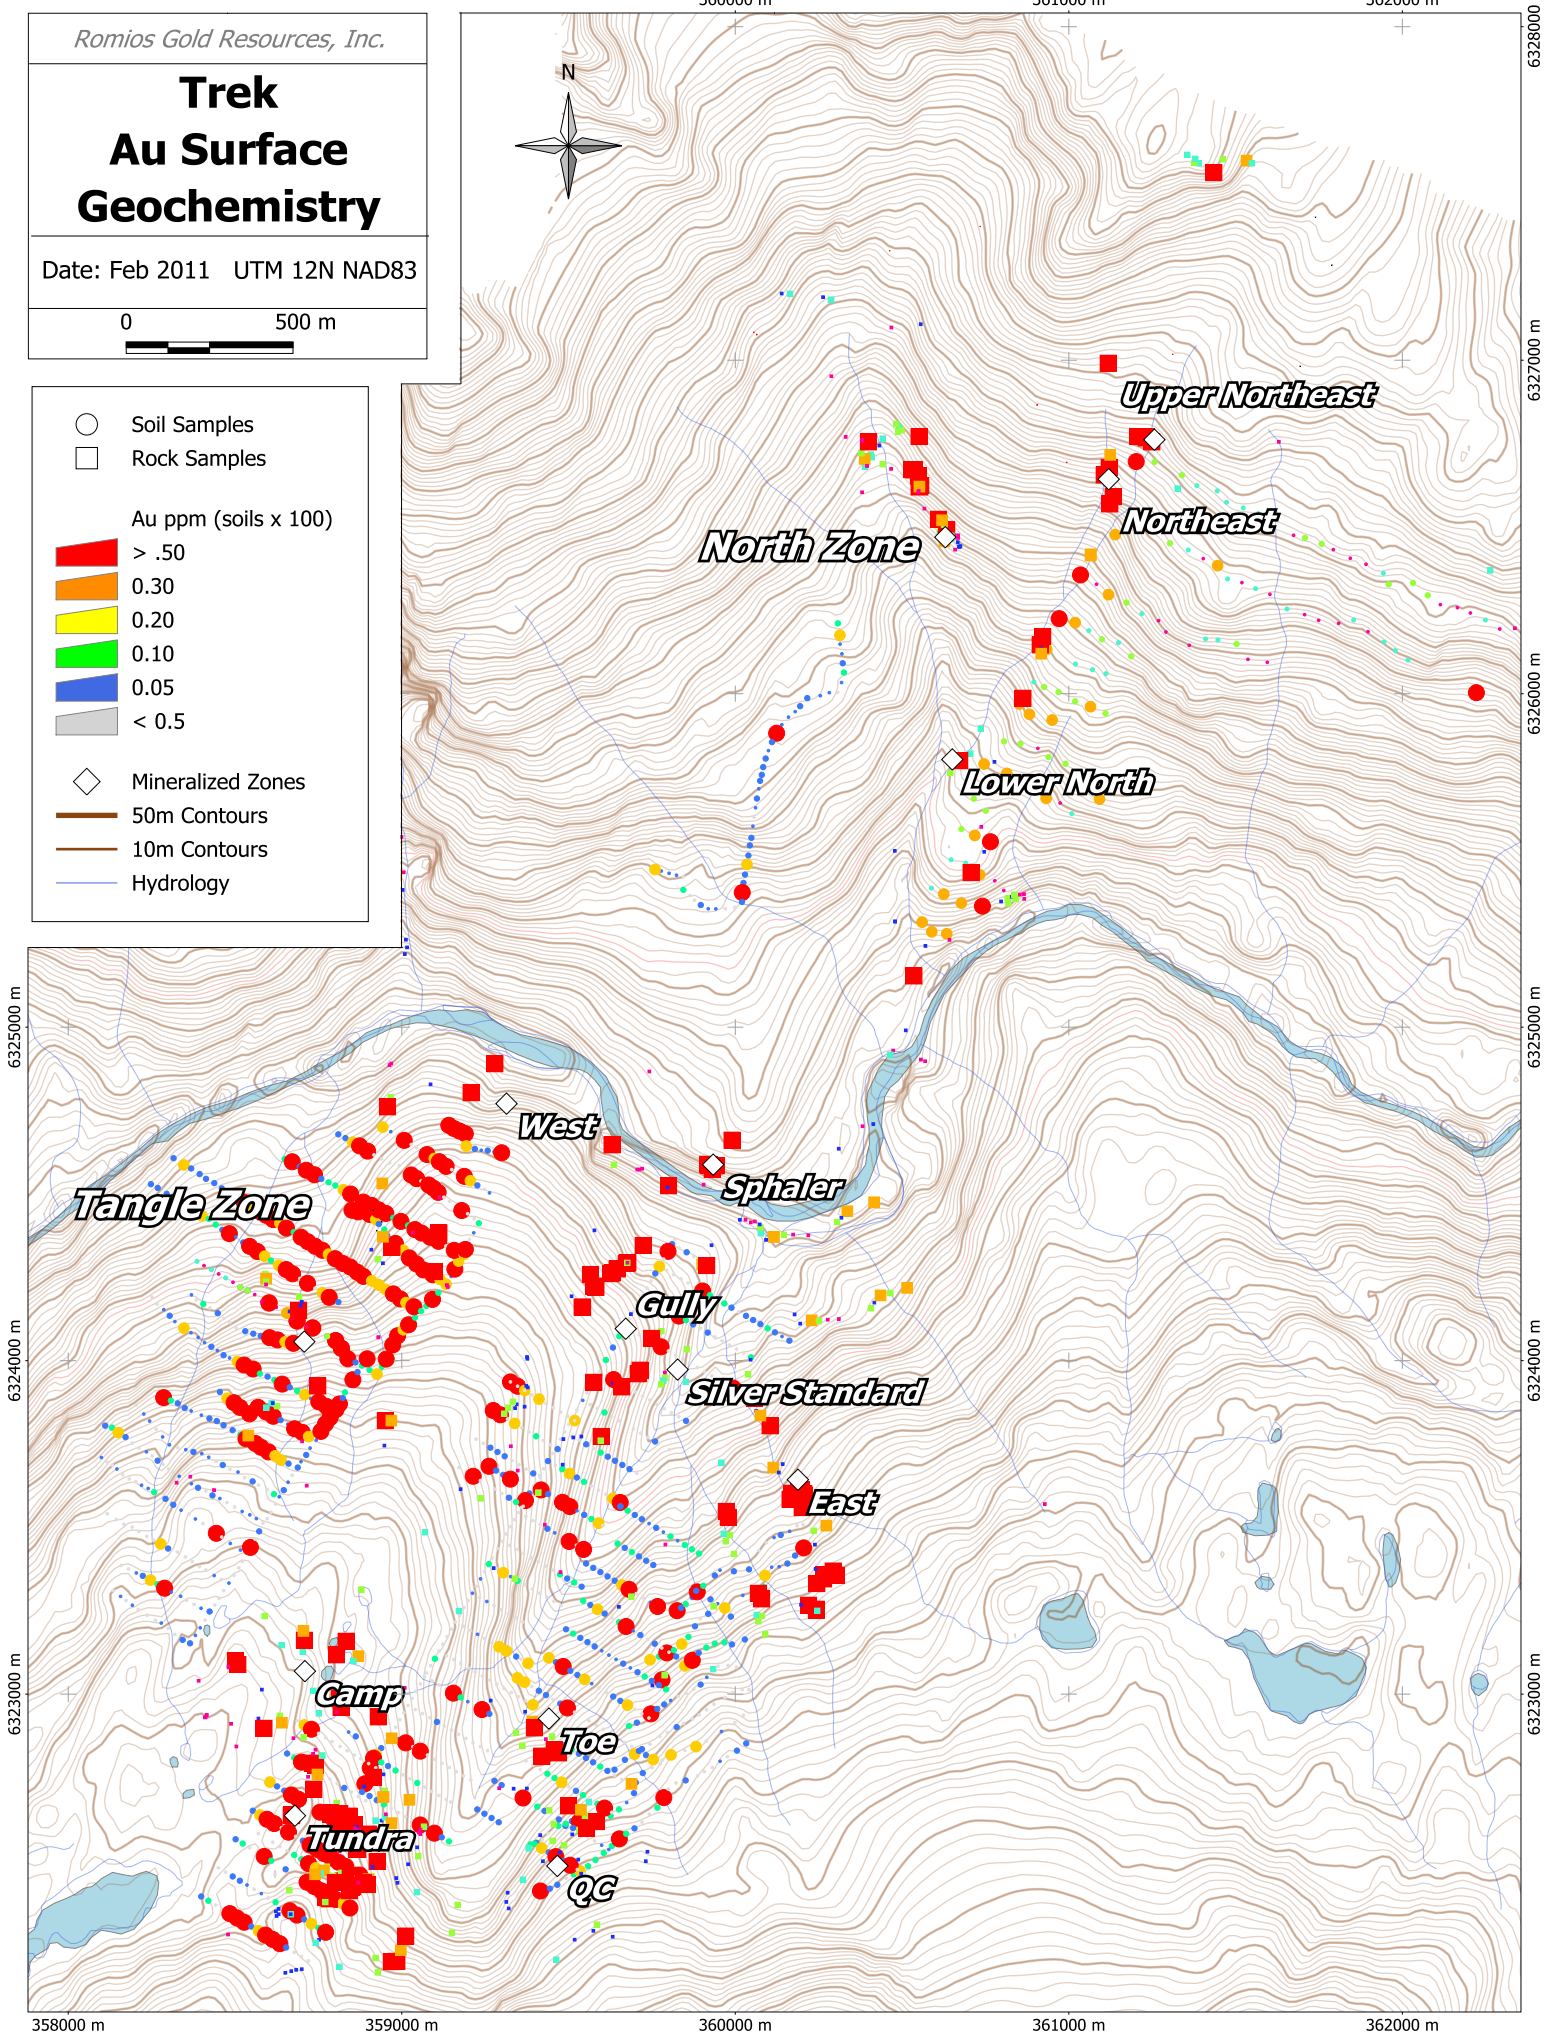 360000 m
361000 m
362000 m
Romios Gold Resources, Inc.
Trek
Au Surface
Geochemistry
Date: Feb 2011 UTM 12N NAD83
0 500 m
N
6328000
Soil Samples
Rock Samples
Au ppm (soils x 100)
> .50
0.30
0.20
0.10
0.05
< 0.5
Mineralized Zones
50m Contours
10m Contours
Hydrology
6327000 m
Upper Northeast
Northeast
North Zone
6326000 m
Lower North
6325000 m
6325000 m
West
Sphaler
Tangle Zone
Gully
6324000 m
6324000 m
Silver Standard
East
6323000 m
6323000 m
Camp
Toe
Tundra
QC
358000 m
359000 m
360000 m
361000 m
362000 m